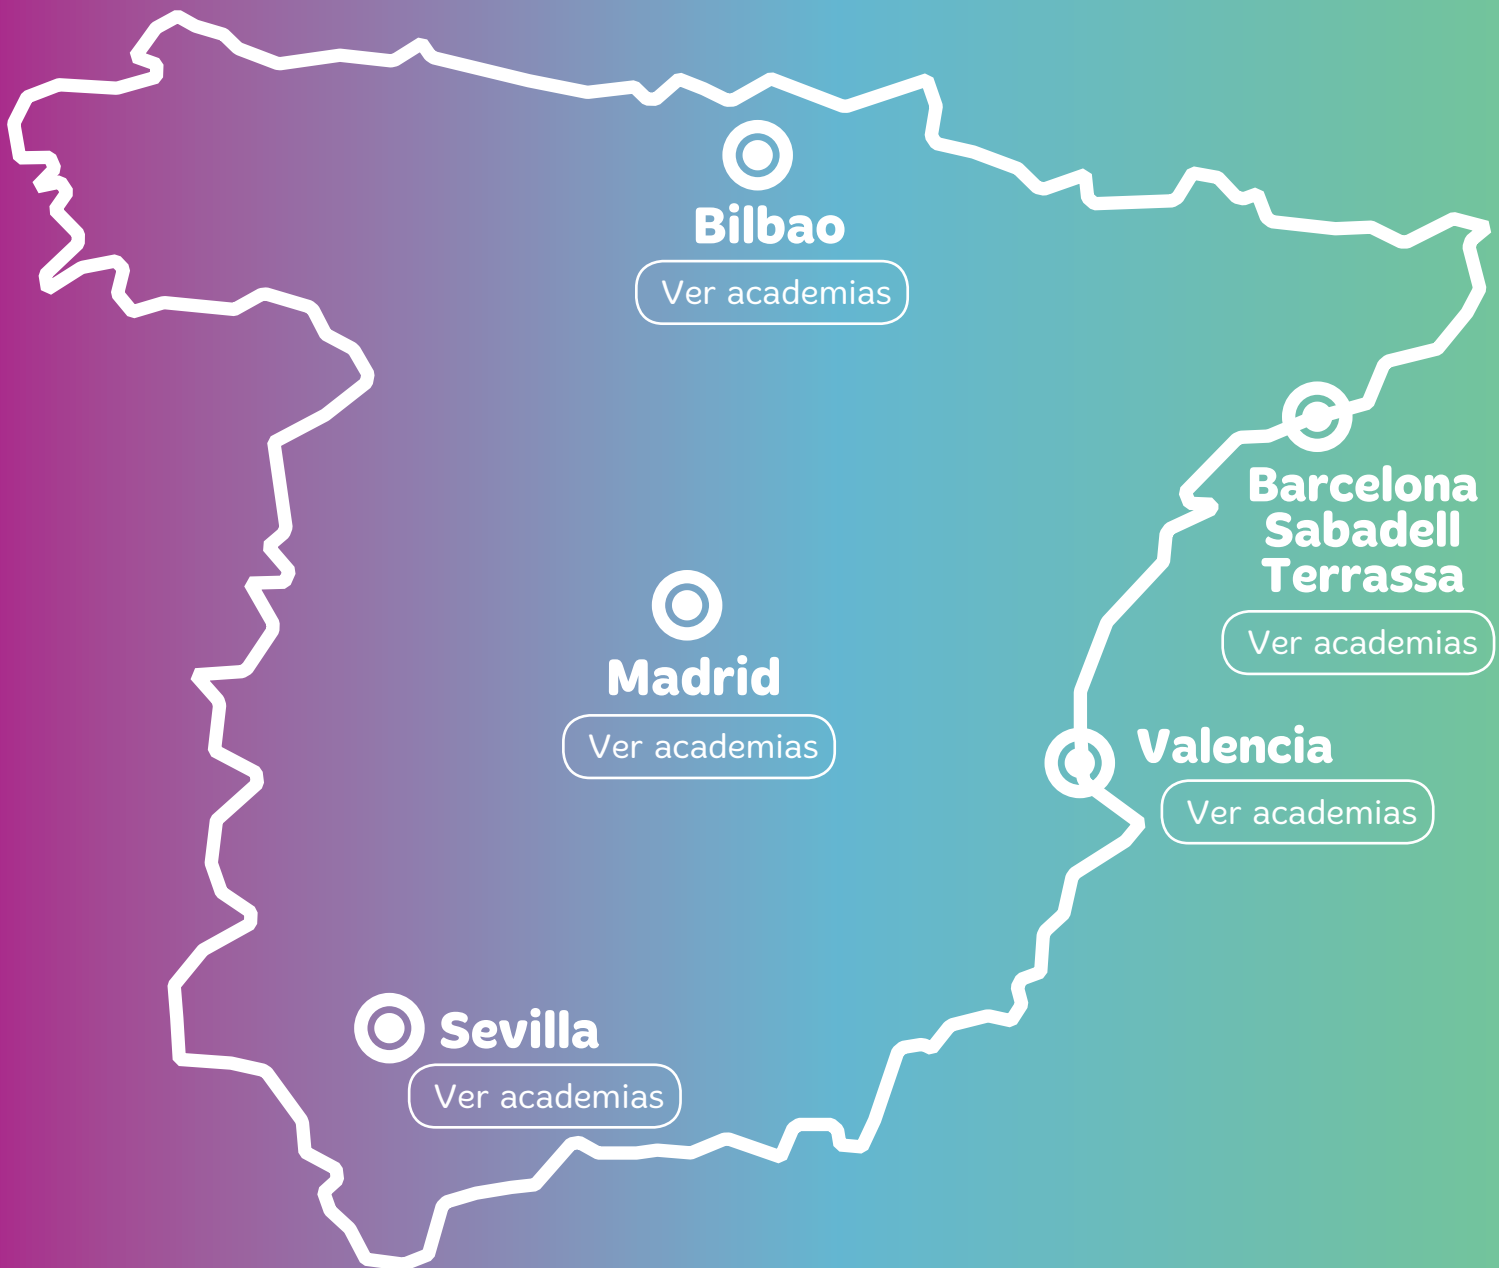 Bilbao
Ver academias
Barcelona
Sabadell
Terrassa
Ver academias
Madrid
Ver academias
Valencia
Ver academias
Sevilla
Ver academias